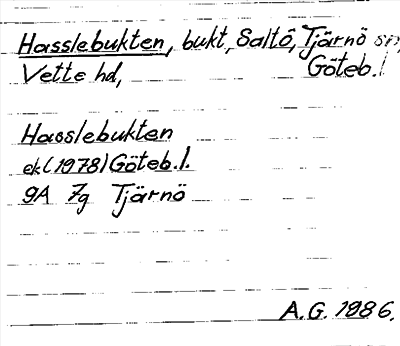 Hasslebukten, bukt, Saltö, Tjärnö sn,
Vette hd, Göteb. l.
Hasslebukten
ek (1978) Göteb. l.
9A 7g Tjärnö
A.G. 1986.